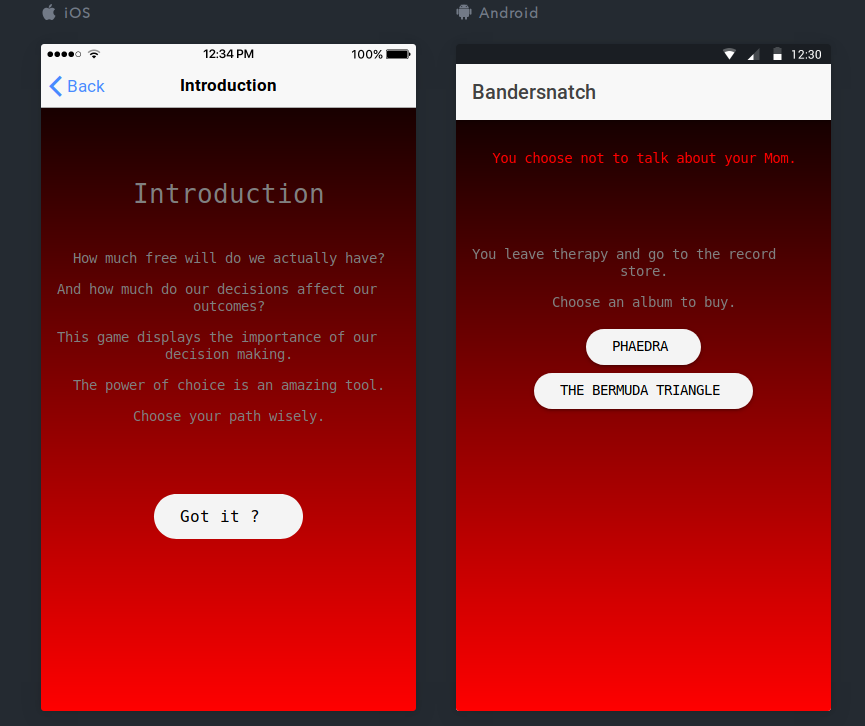 iOS
12:34 PM 100%
Back Introduction
Introduction
How much free will do we actually have?
And how much do our decisions affect our
outcomes?
This game displays the importance of our
decision making.
The power of choice is an amazing tool.
Choose your path wisely.
Got it ?
Android
12:30
Bandersnatch
You choose not to talk about your Mom.
You leave therapy and go to the record
store.
Choose an album to buy.
PHAEDRA
THE BERMUDA TRIANGLE